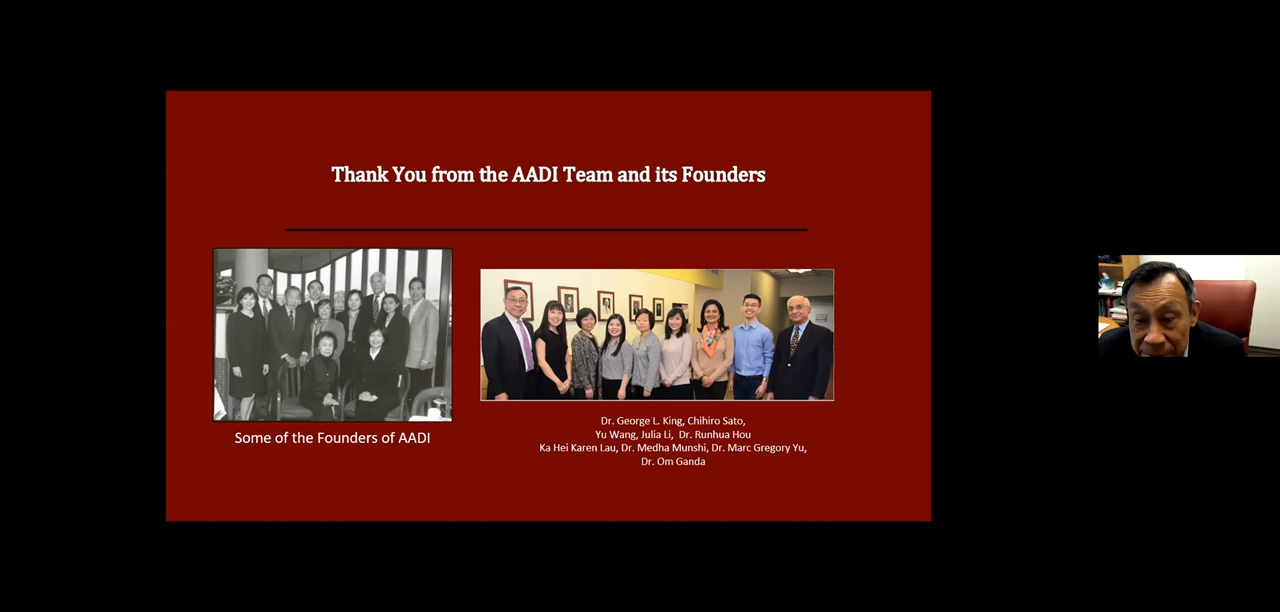 Thank You from the AADI Team and its Founders
Some of the Founders of AADI
Dr. George L. King, Chihiro Sato,
Yu Wang, Julia Li, Dr. Runhua Hou
Ka Hei Karen Lau, Dr. Medha Munshi, Dr. Marc Gregory Yu,
Dr. Om Ganda